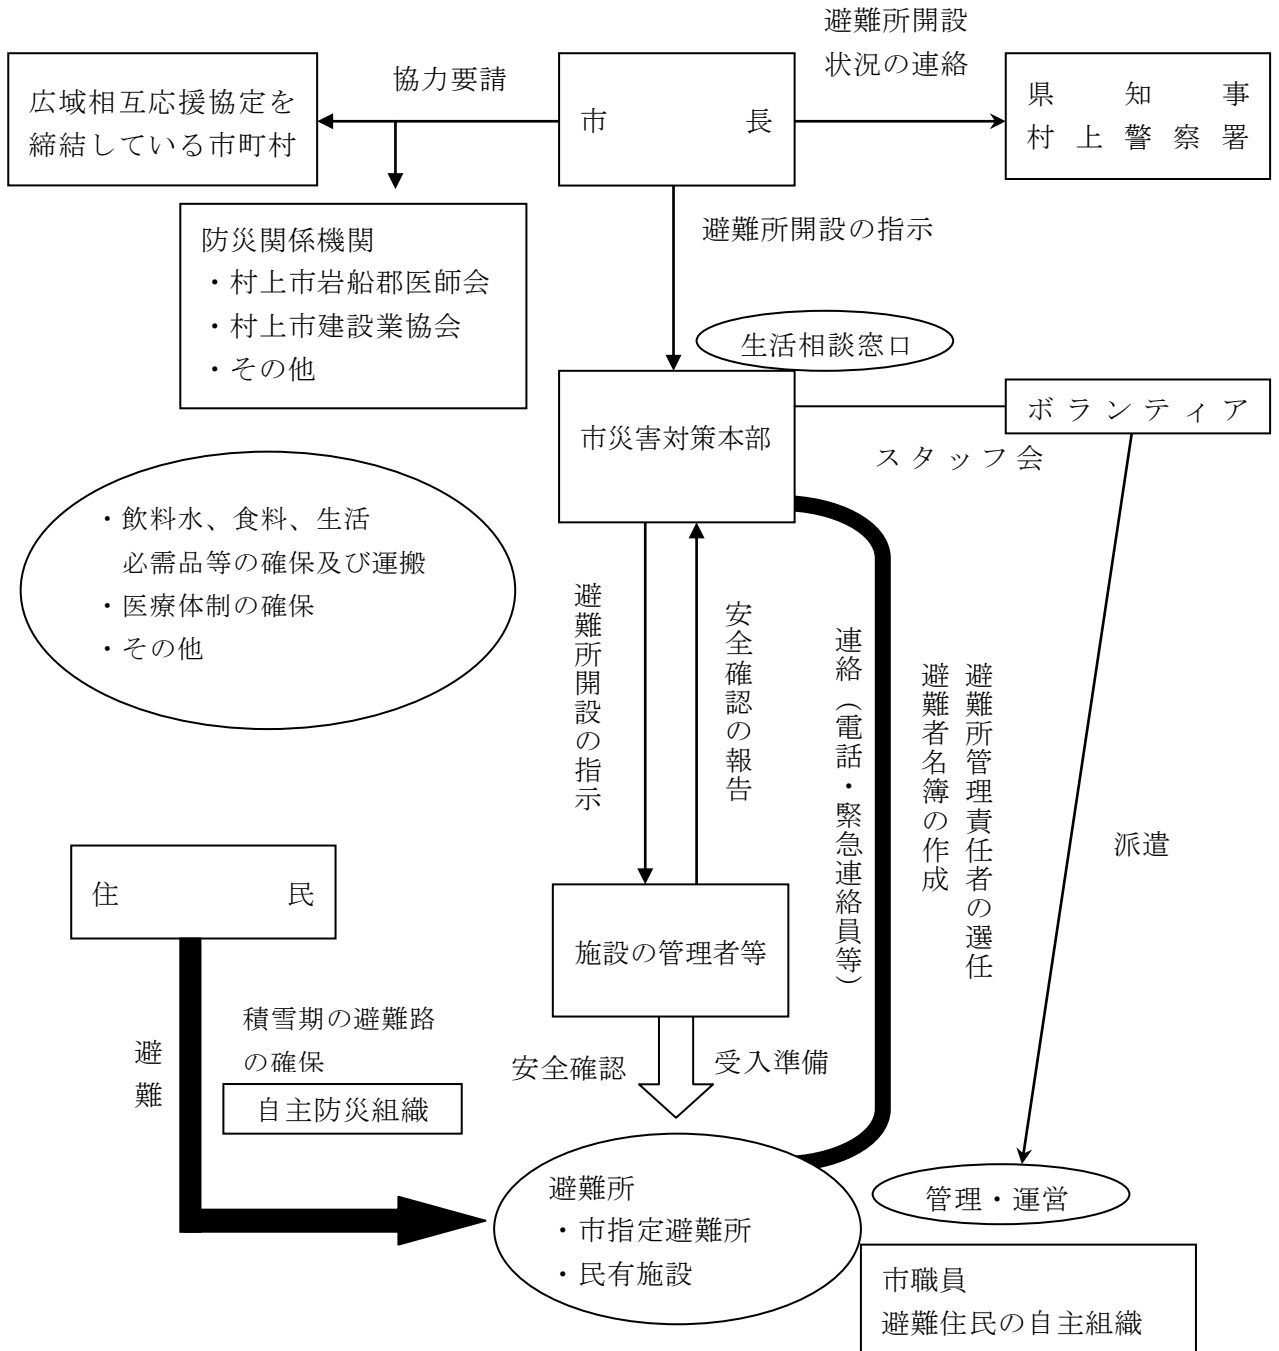 避難所開設
状況の連絡
協力要請
広域相互応援協定を
締結している市町村
市長
県知事
村上警察署
避難所開設の指示
防災関係機関
・村上市岩船郡医師会
・村上市建設業協会
・その他
生活相談窓口
市災害対策本部
ボランティア
スタッフ会
・飲料水、食料、生活
必需品等の確保及び運搬
・医療体制の確保
・その他
避難所開設の指示
安全確認の報告
連絡（電話・緊急連絡員等）
避難所管理責任者の選任
避難者名簿の作成
派遣
住民
施設の管理者等
避難
積雪期の避難路
の確保
自主防災組織
安全確認
受入準備
避難所
・市指定避難所
・民有施設
管理・運営
市職員
避難住民の自主組織